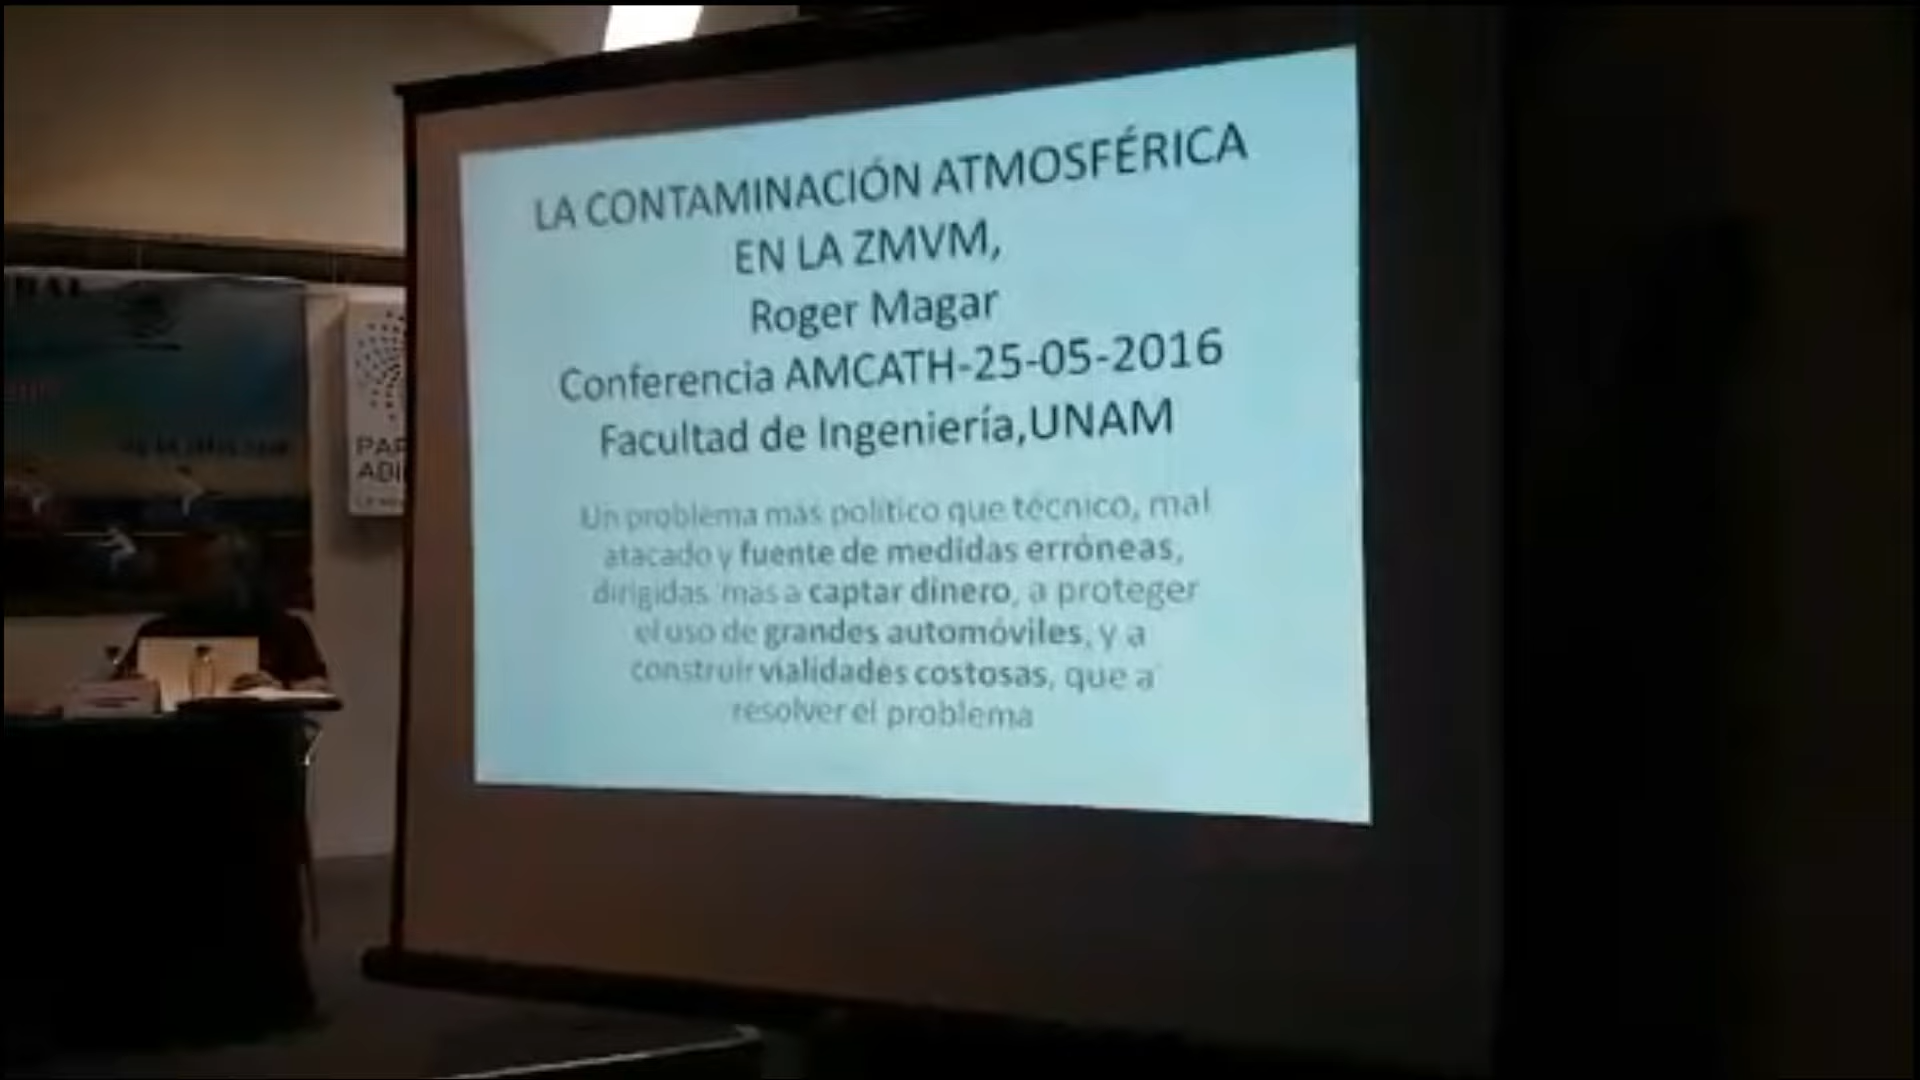 LA CONTAMINACIÓN ATMOSFÉRICA
EN LA ZMVM,
Roger Magar
Conferencia AMCATH-25-05-2016
Facultad de Ingeniería,UNAM
Un problema más político que técnico, mal
atacado y fuente de medidas erróneas,
dirigidas mas a captar dinero, a proteger
el uso de grandes automóviles, y a
construir vialidades costosas, que a
resolver el problema